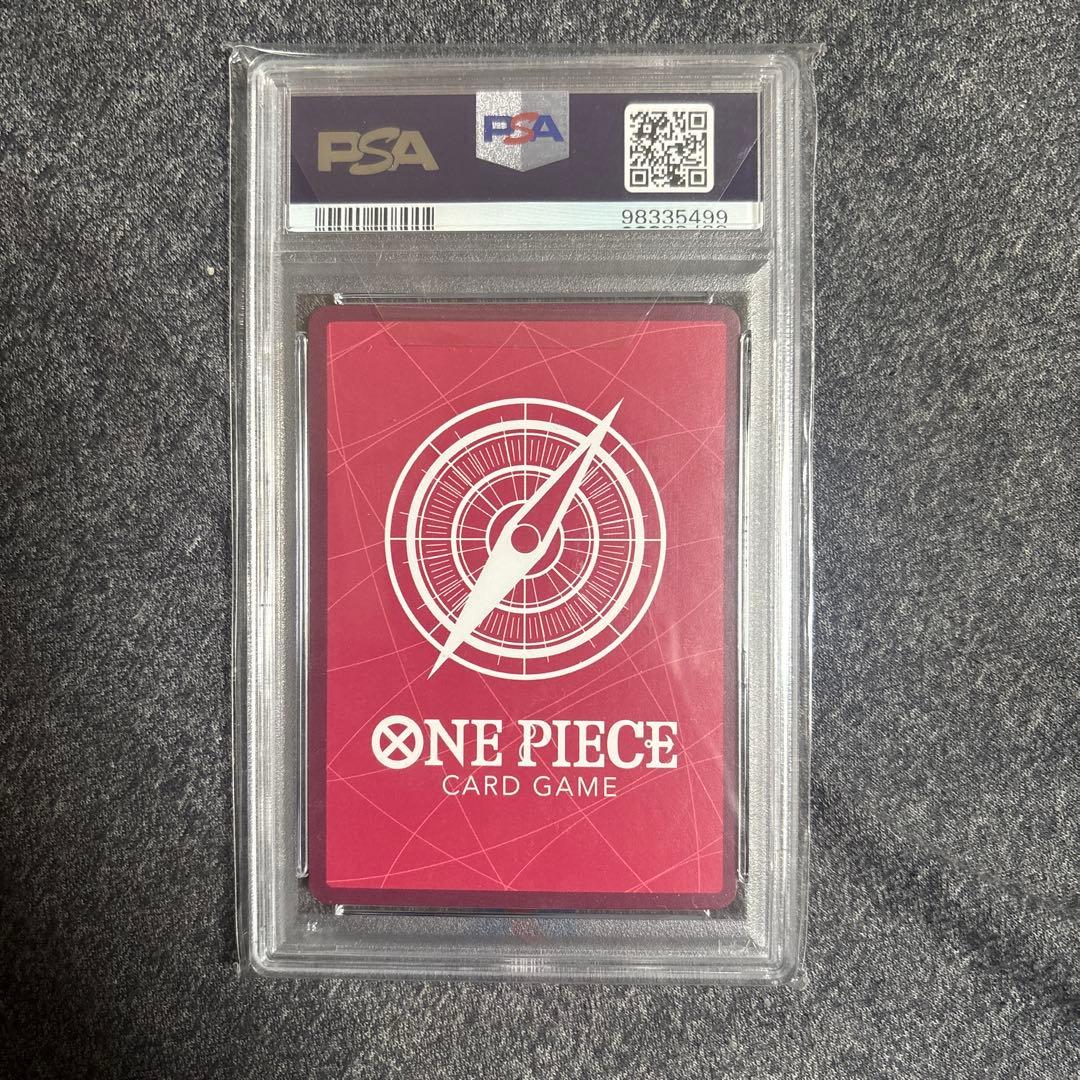 PSA
PSA
98335499
ONE PIECE
CARD GAME